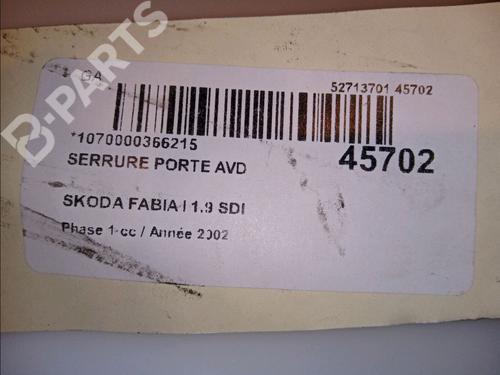 B-PARTS
GA
52713701 45702
*1070000366215
45702
SERRURE PORTE AVD
SKODA FABIA I 1.9 SDI
Phase 1-cc / Année 2002